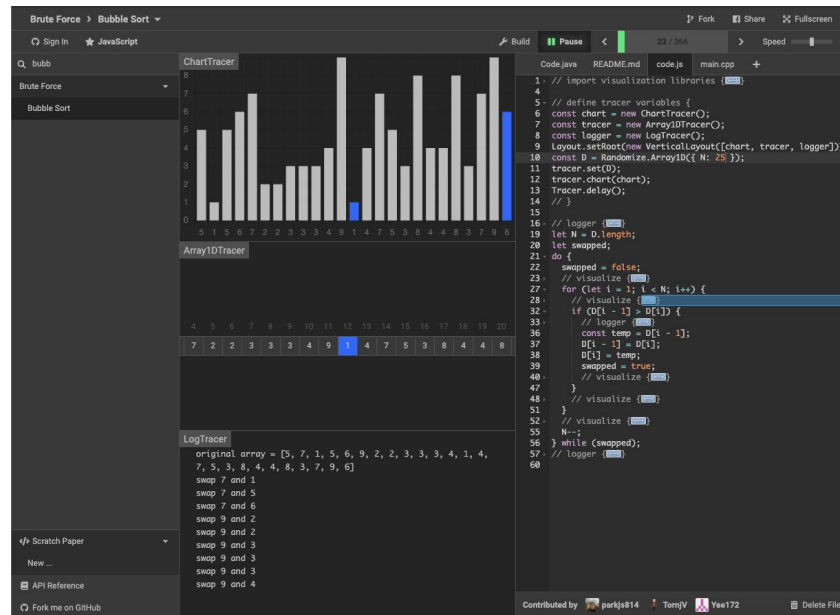 Brute Force > Bubble Sort
Fork Share Fullscreen
Sign In JavaScript
Build Pause < 23 / 366 > Speed
bubb
Brute Force
Bubble Sort
Scratch Paper
New ...
API Reference
Fork me on GitHub
ChartTracer
8
7
6
5
4
3
2
1
0
5 1 5 6 7 2 2 3 3 3 4 9 1 4 7 5 3 8 4 4 8 3 7 9 6
Array1DTracer
4 5 6 7 8 9 10 11 12 13 14 15 16 17 18 19 20
7 2 2 3 3 3 4 9 1 4 7 5 3 8 4 4 8
LogTracer
original array = [5, 7, 1, 5, 6, 9, 2, 2, 3, 3, 3, 4, 1, 4,
7, 5, 3, 8, 4, 4, 8, 3, 7, 9, 6]
swap 7 and 1
swap 7 and 5
swap 7 and 6
swap 9 and 2
swap 9 and 2
swap 9 and 3
swap 9 and 3
swap 9 and 3
swap 9 and 4
Code.java README.md code.js main.cpp +
1 // import visualization libraries {
4
5 // define tracer variables {
6 const chart = new ChartTracer();
7 const tracer = new Array1DTracer();
8 const logger = new LogTracer();
9 Layout.setRoot(new VerticalLayout([chart, tracer, logger]))
10 const D = Randomize.Array1D({ N: 25 });
11 tracer.set(D);
12 tracer.chart(chart);
13 Tracer.delay();
14 // }
15
16 // logger {
19 let N = D.length;
20 let swapped;
21 do {
22 swapped = false;
23 // visualize {
27 for (let i = 1; i < N; i++) {
28 // visualize {
32 if (D[i - 1] > D[i]) {
33 // logger {
36 const temp = D[i - 1];
37 D[i - 1] = D[i];
38 D[i] = temp;
39 swapped = true;
40 // visualize {
47 }
48 // visualize {
51 }
52 // visualize {
55 N--;
56 } while (swapped);
57 // logger {
60
Contributed by parkjs814 TornjV Yee172 Delete File